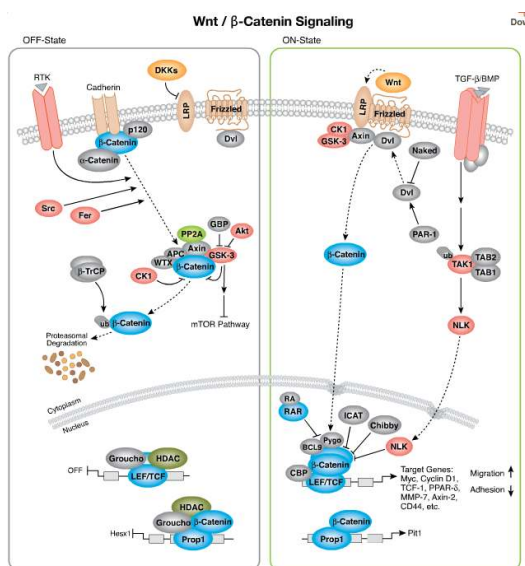 Wnt / β-Catenin Signaling
Dow
OFF-State
ON-State
RTK
Cadherin
DKKs
LRP
Frizzled
Dvl
p120
β-Catenin
α-Catenin
Src
Fer
PP2A
GBP
Akt
APC
Axin
WTX
GSK-3
β-Catenin
CK1
β-TrCP
ub
β-Catenin
mTOR Pathway
Proteasomal
Degradation
Cytoplasm
Nucleus
Groucho
HDAC
OFF
LEF/TCF
HDAC
Groucho
β-Catenin
Hesx1
Prop1
Wnt
LRP
Frizzled
TGF-β/BMP
CK1
GSK-3
Axin
Dvl
Naked
Dvl
PAR-1
β-Catenin
ub
TAK1
TAB2
TAB1
NLK
RA
RAR
ICAT
Chibby
BCL9
Pygo
NLK
β-Catenin
CBP
LEF/TCF
Target Genes:
Myc, Cyclin D1,
TCF-1, PPAR-δ,
MMP-7, Axin-2,
CD44, etc.
Migration
Adhesion
β-Catenin
Prop1
Pit1